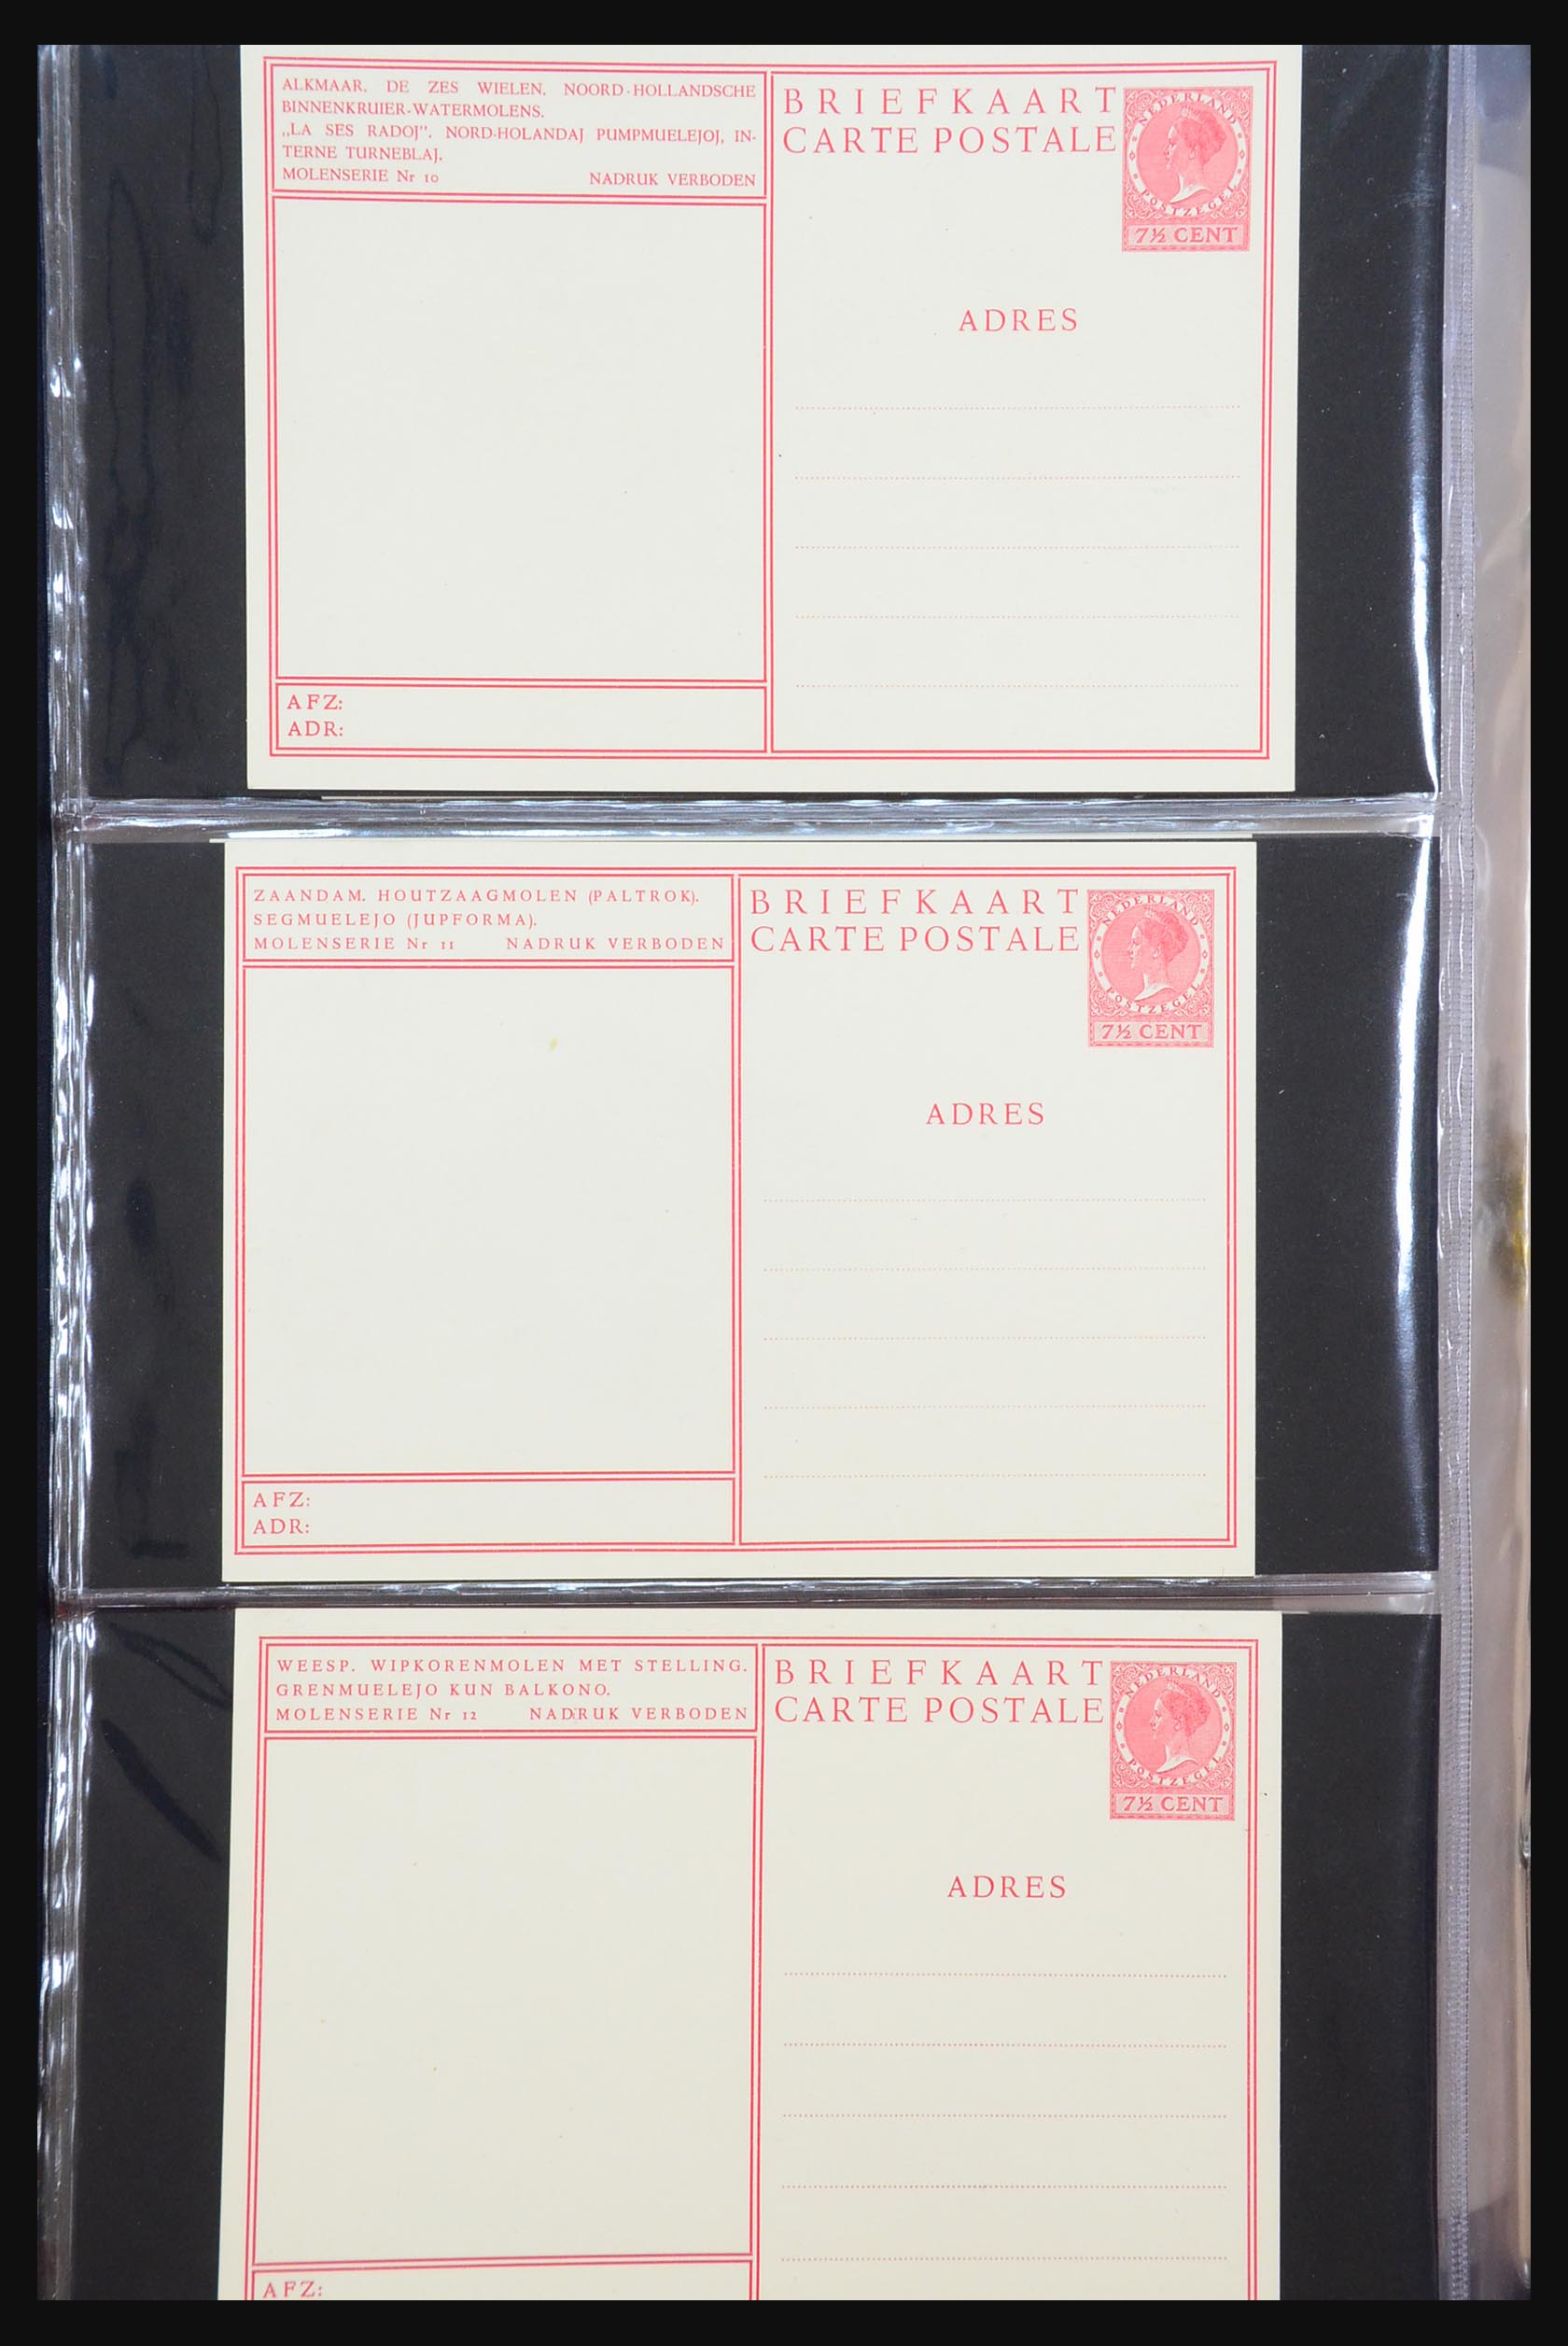 ALKMAAR, DE ZES WIELEN, NOORD-HOLLANDSCHE
BINNENKRUIER-WATERMOLENS.
„LA SES RADOJ”. NORD-HOLANDAJ PUMPMUELEJOJ, IN-
TERNE TURNEBLAJ.
MOLENSERIE Nr 10 NADRUK VERBODEN
BRIEFKAART
CARTE POSTALE
NEDERLAND
POSTZEGEL
7½ CENT
ADRES
AFZ:
ADR:
ZAANDAM. HOUTZAAGMOLEN (PALTROK).
SEGMUELEJO (JUPFORMA).
MOLENSERIE Nr 11 NADRUK VERBODEN
BRIEFKAART
CARTE POSTALE
NEDERLAND
POSTZEGEL
7½ CENT
ADRES
AFZ:
ADR:
WEESP. WIPKORENMOLEN MET STELLING.
GRENMUELEJO KUN BALKONO.
MOLENSERIE Nr 12 NADRUK VERBODEN
BRIEFKAART
CARTE POSTALE
NEDERLAND
POSTZEGEL
7½ CENT
ADRES
AFZ: